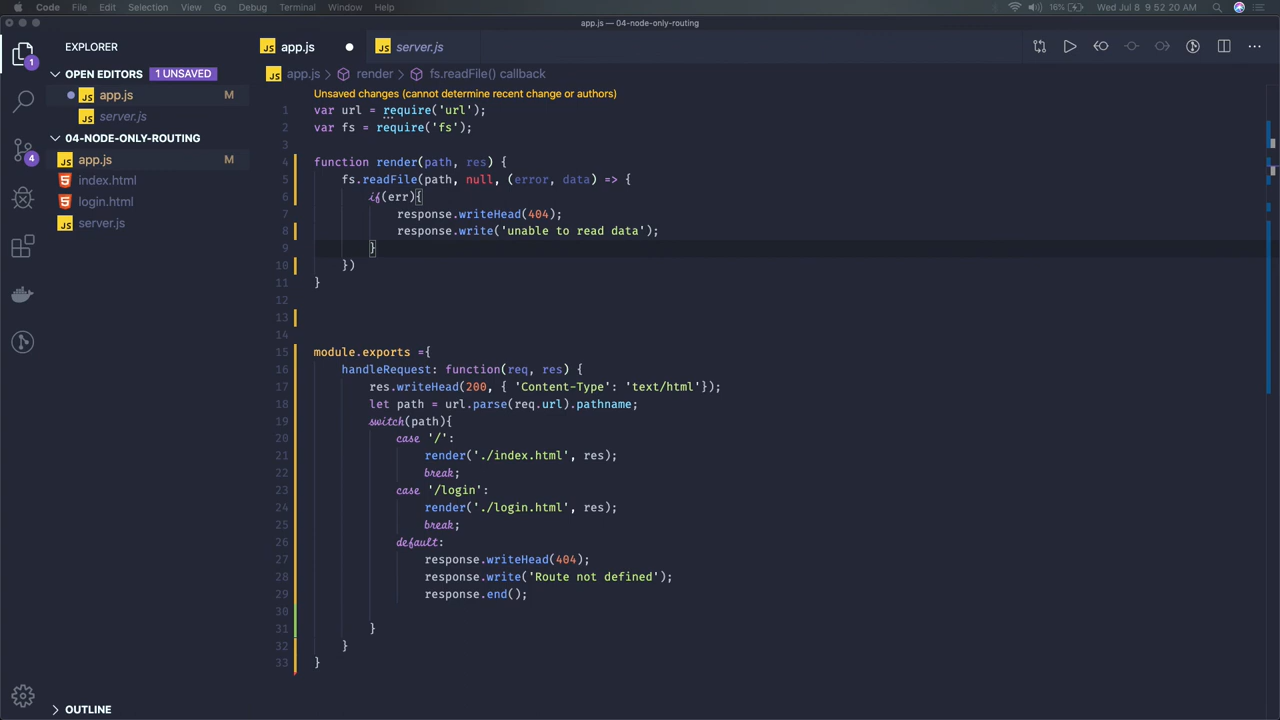 Code File Edit Selection View Go Debug Terminal Window Help 16% Wed Jul 8 9:52:20 AM
app.js — 04-node-only-routing
EXPLORER
OPEN EDITORS 1 UNSAVED
app.js M
server.js
04-NODE-ONLY-ROUTING
app.js M
index.html
login.html
server.js
OUTLINE
1
4
JS app.js JS server.js
JS app.js > render > fs.readFile() callback
Unsaved changes (cannot determine recent change or authors)
1 var url = require('url');
2 var fs = require('fs');
3
4 function render(path, res) {
5 fs.readFile(path, null, (error, data) => {
6 if(err){
7 response.writeHead(404);
8 response.write('unable to read data');
9 }
10 })
11 }
12
13
14
15 module.exports ={
16 handleRequest: function(req, res) {
17 res.writeHead(200, { 'Content-Type': 'text/html'});
18 let path = url.parse(req.url).pathname;
19 switch(path){
20 case '/':
21 render('./index.html', res);
22 break;
23 case '/login':
24 render('./login.html', res);
25 break;
26 default:
27 response.writeHead(404);
28 response.write('Route not defined');
29 response.end();
30
31 }
32 }
33 }